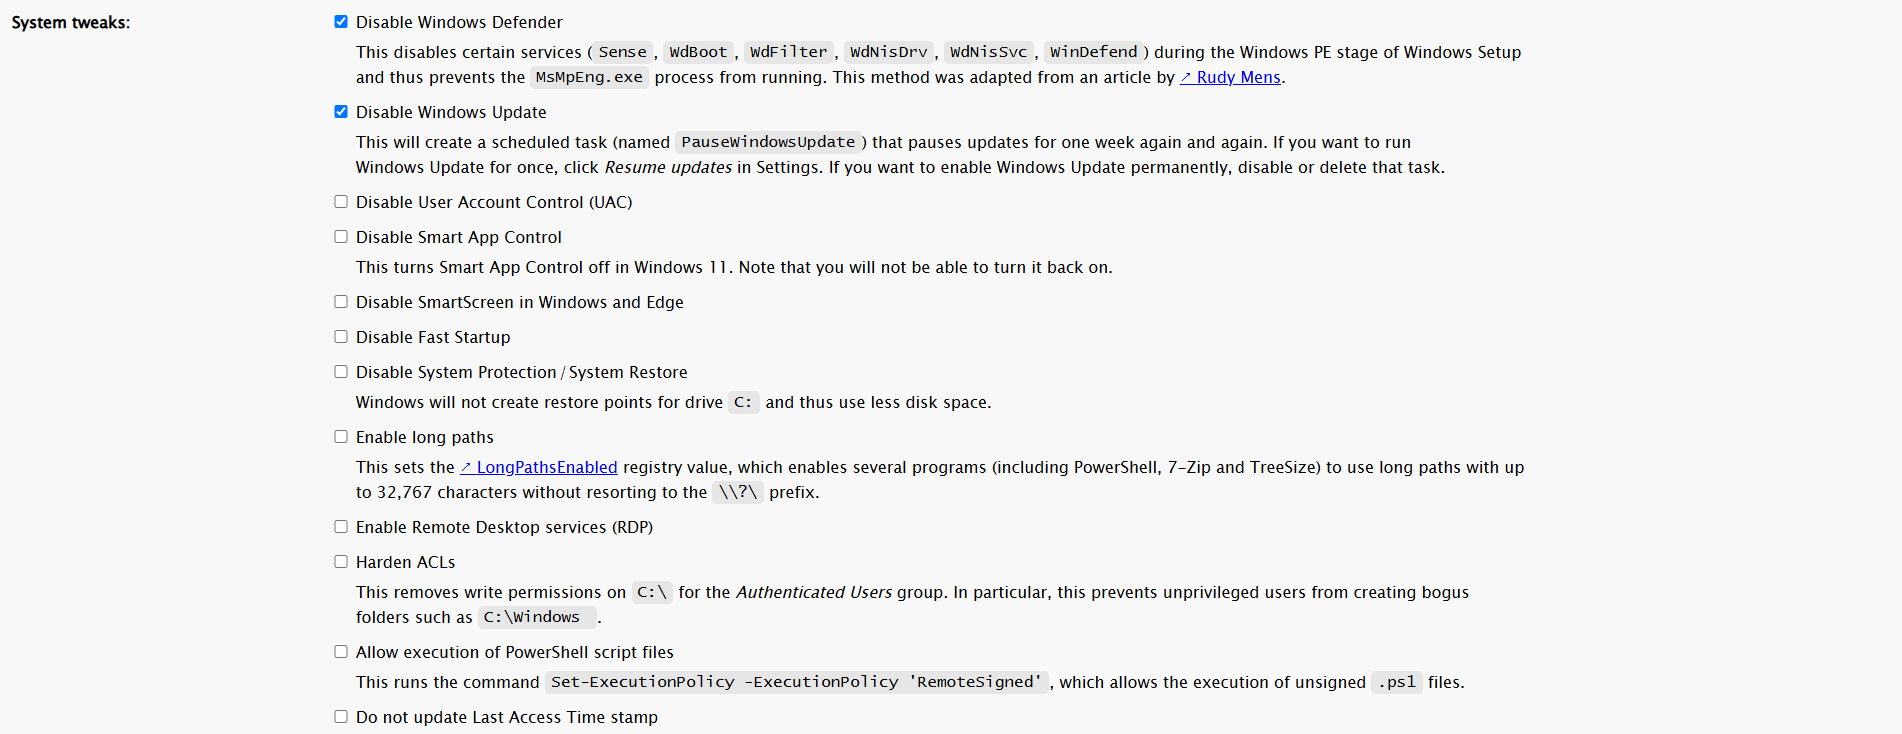 System tweaks:
Disable Windows Defender
This disables certain services ( Sense , WdBoot , WdFilter , WdNisDrv , WdNisSvc , WinDefend ) during the Windows PE stage of Windows Setup
and thus prevents the MsMpEng.exe process from running. This method was adapted from an article by ↗ Rudy Mens.
Disable Windows Update
This will create a scheduled task (named PauseWindowsUpdate ) that pauses updates for one week again and again. If you want to run
Windows Update for once, click Resume updates in Settings. If you want to enable Windows Update permanently, disable or delete that task.
Disable User Account Control (UAC)
Disable Smart App Control
This turns Smart App Control off in Windows 11. Note that you will not be able to turn it back on.
Disable SmartScreen in Windows and Edge
Disable Fast Startup
Disable System Protection / System Restore
Windows will not create restore points for drive C: and thus use less disk space.
Enable long paths
This sets the ↗ LongPathsEnabled registry value, which enables several programs (including PowerShell, 7-Zip and TreeSize) to use long paths with up
to 32,767 characters without resorting to the \\?\ prefix.
Enable Remote Desktop services (RDP)
Harden ACLs
This removes write permissions on C:\ for the Authenticated Users group. In particular, this prevents unprivileged users from creating bogus
folders such as C:\Windows .
Allow execution of PowerShell script files
This runs the command Set-ExecutionPolicy -ExecutionPolicy 'RemoteSigned' , which allows the execution of unsigned .ps1 files.
Do not update Last Access Time stamp